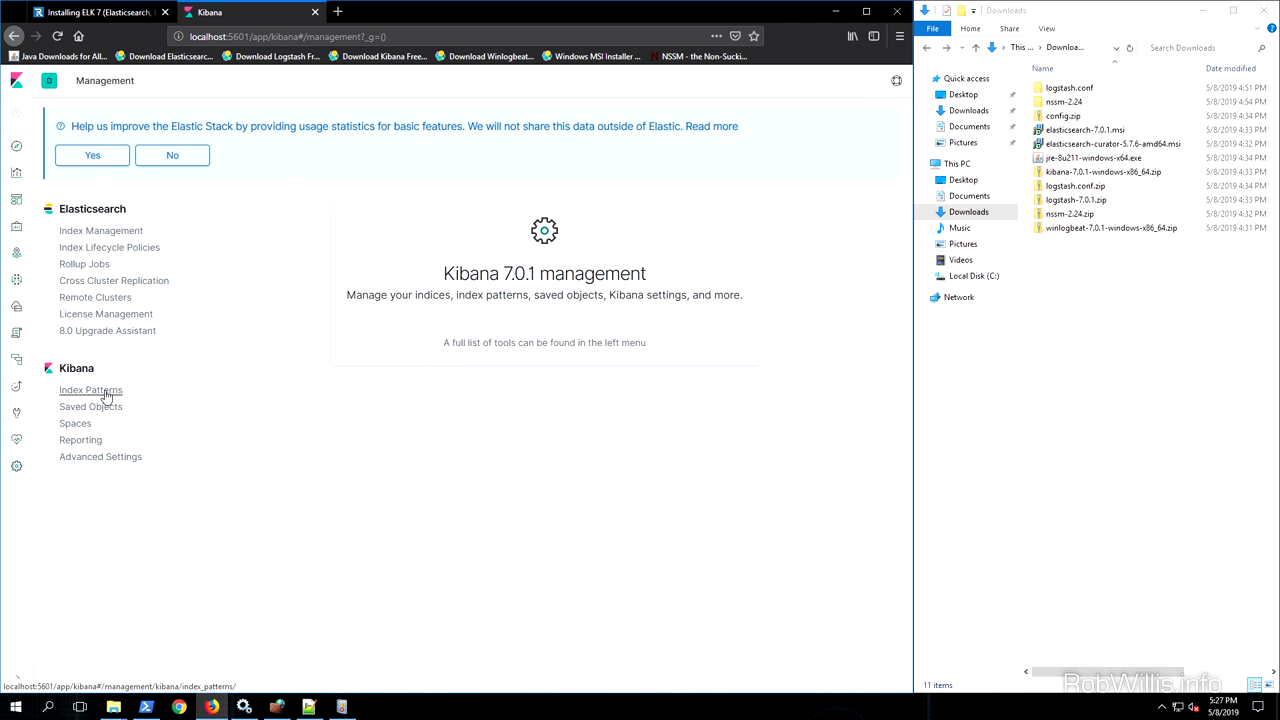 Installing ELK 7 (Elasticsearch,
Kibana
localhost:5601/app/kibana#/management?_g=()
Java Downloads for All...
Download Elasticsearc...
Download Logstash Fr...
Download Kibana Free...
Download Winlogbeat...
Windows MSI Installer ...
NSSM - the Non-Sucki...
D
Management
Help us improve the Elastic Stack by providing usage statistics for basic features. We will not share this data outside of Elastic. Read more
Yes
No
Elasticsearch
Index Management
Index Lifecycle Policies
Rollup Jobs
Cross Cluster Replication
Remote Clusters
License Management
8.0 Upgrade Assistant
Kibana
Index Patterns
Saved Objects
Spaces
Reporting
Advanced Settings
Kibana 7.0.1 management
Manage your indices, index patterns, saved objects, Kibana settings, and more.
A full list of tools can be found in the left menu
localhost:5601/app/kibana#/management/kibana/index_patterns/
Downloads
File
Home
Share
View
This ...
Downloa...
Search Downloads
Name
Date modified
Quick access
Desktop
Downloads
Documents
Pictures
This PC
Desktop
Documents
Downloads
Music
Pictures
Videos
Local Disk (C:)
Network
logstash.conf 5/8/2019 4:51 PM
nssm-2.24 5/8/2019 4:34 PM
config.zip 5/8/2019 4:34 PM
elasticsearch-7.0.1.msi 5/8/2019 4:33 PM
elasticsearch-curator-5.7.6-amd64.msi 5/8/2019 4:32 PM
jre-8u211-windows-x64.exe 5/8/2019 4:34 PM
kibana-7.0.1-windows-x86_64.zip 5/8/2019 4:33 PM
logstash.conf.zip 5/8/2019 4:34 PM
logstash-7.0.1.zip 5/8/2019 4:33 PM
nssm-2.24.zip 5/8/2019 4:32 PM
winlogbeat-7.0.1-windows-x86_64.zip 5/8/2019 4:31 PM
11 items
RobWillis.info
5:27 PM
5/8/2019